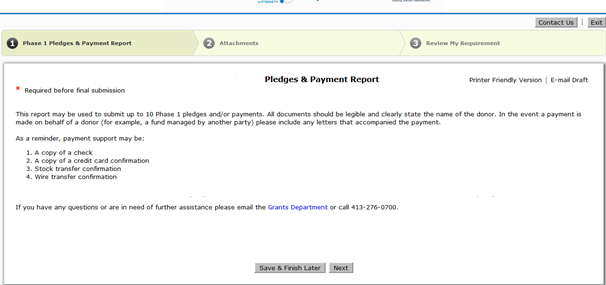 Contact Us | Exit
1 Phase 1 Pledges & Payment Report 2 Attachments 3 Review My Requirement
Pledges & Payment Report
Printer Friendly Version | E-mail Draft
* Required before final submission
This report may be used to submit up to 10 Phase 1 pledges and/or payments. All documents should be legible and clearly state the name of the donor. In the event a payment is
made on behalf of a donor (for example, a fund managed by another party) please include any letters that accompanied the payment.
As a reminder, payment support may be:
1. A copy of a check
2. A copy of a credit card confirmation
3. Stock transfer confirmation
4. Wire transfer confirmation
If you have any questions or are in need of further assistance please email the Grants Department or call 413-276-0700.
Save & Finish Later Next